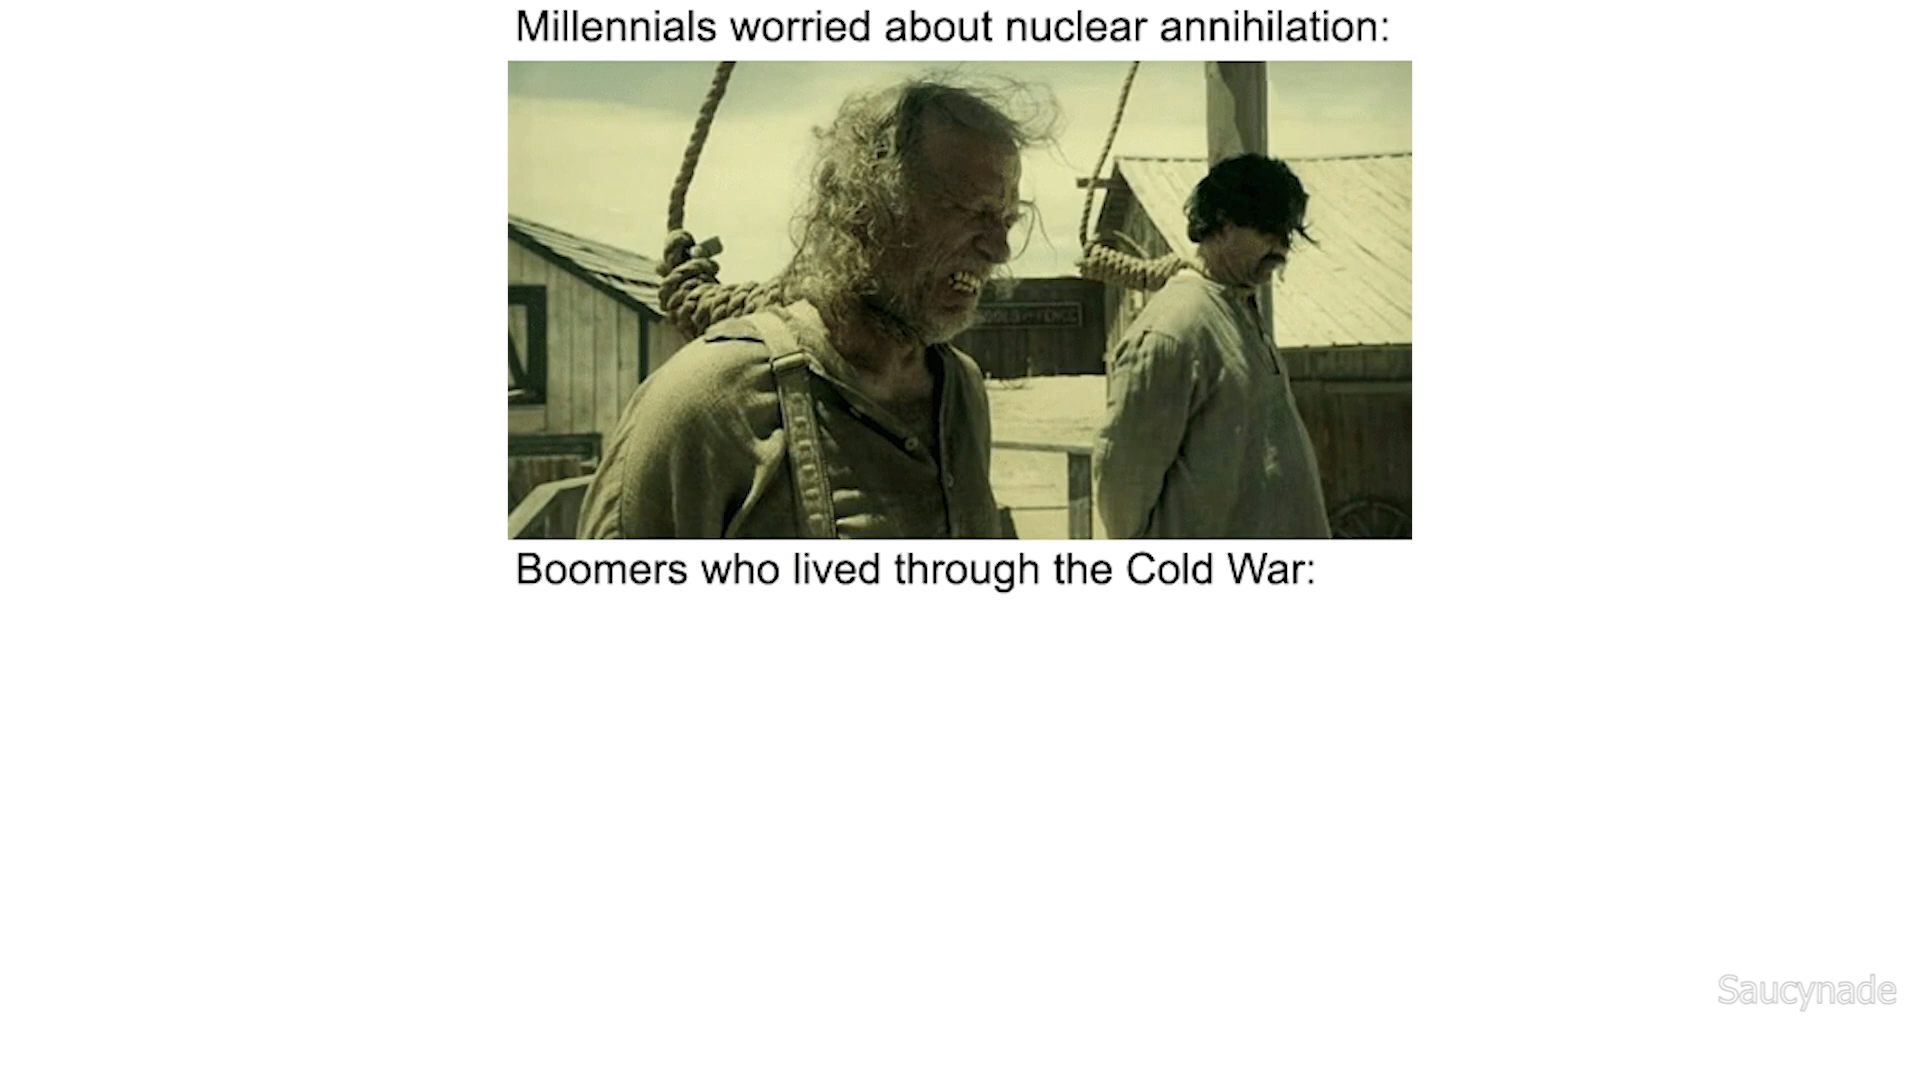 Millennials worried about nuclear annihilation:
Boomers who lived through the Cold War:
Saucynade